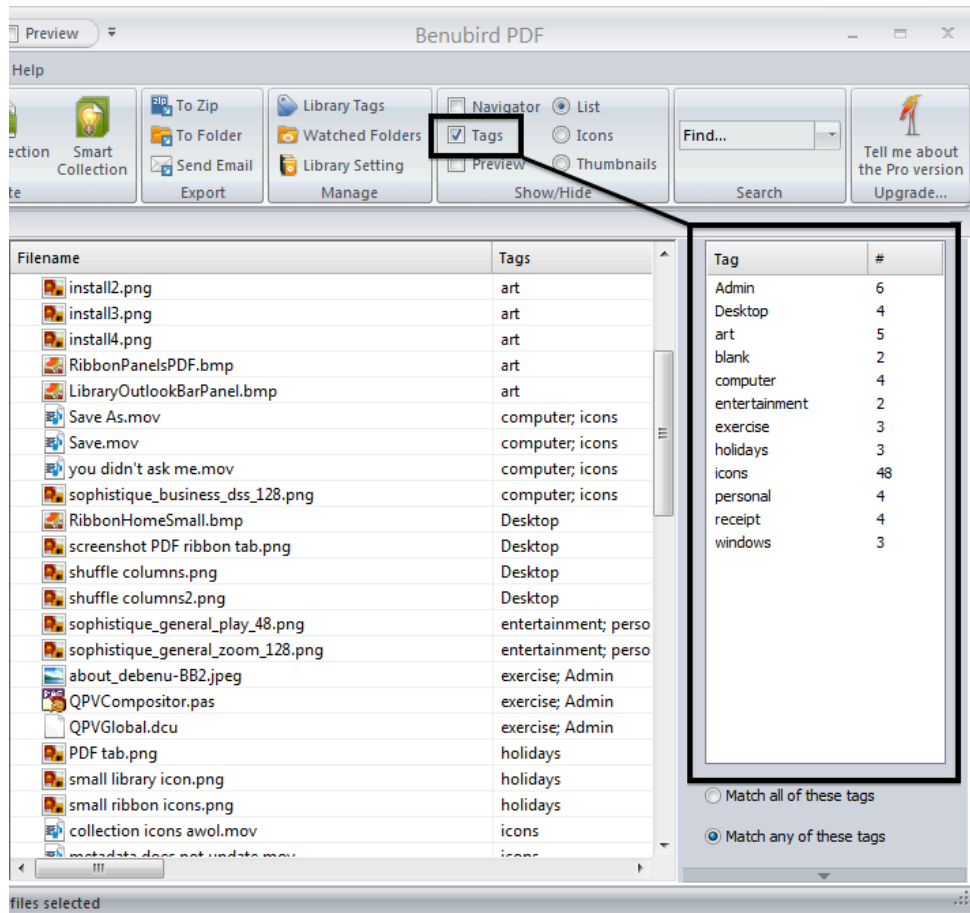 Preview
Benubird PDF
Help
To Zip
Library Tags
Navigator
List
To Folder
Watched Folders
Tags
Icons
Find...
Send Email
Library Setting
Preview
Thumbnails
ection
Smart
Collection
Tell me about
the Pro version
te
Export
Manage
Show/Hide
Search
Upgrade...
Filename Tags
install2.png art
install3.png art
install4.png art
RibbonPanelsPDF.bmp art
LibraryOutlookBarPanel.bmp art
Save As.mov computer; icons
Save.mov computer; icons
you didn't ask me.mov computer; icons
sophistique_business_dss_128.png computer; icons
RibbonHomeSmall.bmp Desktop
screenshot PDF ribbon tab.png Desktop
shuffle columns.png Desktop
shuffle columns2.png Desktop
sophistique_general_play_48.png entertainment; perso
sophistique_general_zoom_128.png entertainment; perso
about_debenu-BB2.jpeg exercise; Admin
QPVCompositor.pas exercise; Admin
QPVGlobal.dcu exercise; Admin
PDF tab.png holidays
small library icon.png holidays
small ribbon icons.png holidays
collection icons awol.mov icons
metadata does not update.mov icons
Tag #
Admin 6
Desktop 4
art 5
blank 2
computer 4
entertainment 2
exercise 3
holidays 3
icons 48
personal 4
receipt 4
windows 3
Match all of these tags
Match any of these tags
files selected